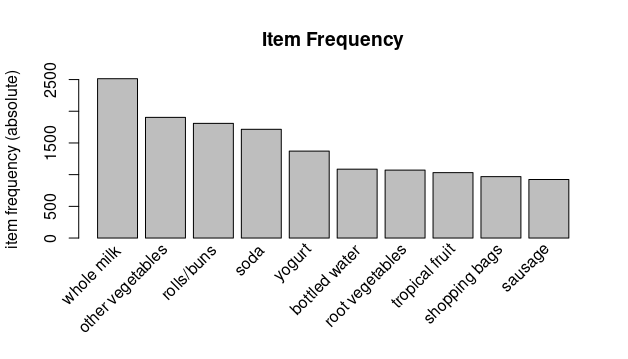 Item Frequency
item frequency (absolute)
2500
1500
500
0
whole milk
other vegetables
rolls/buns
soda
yogurt
bottled water
root vegetables
tropical fruit
shopping bags
sausage